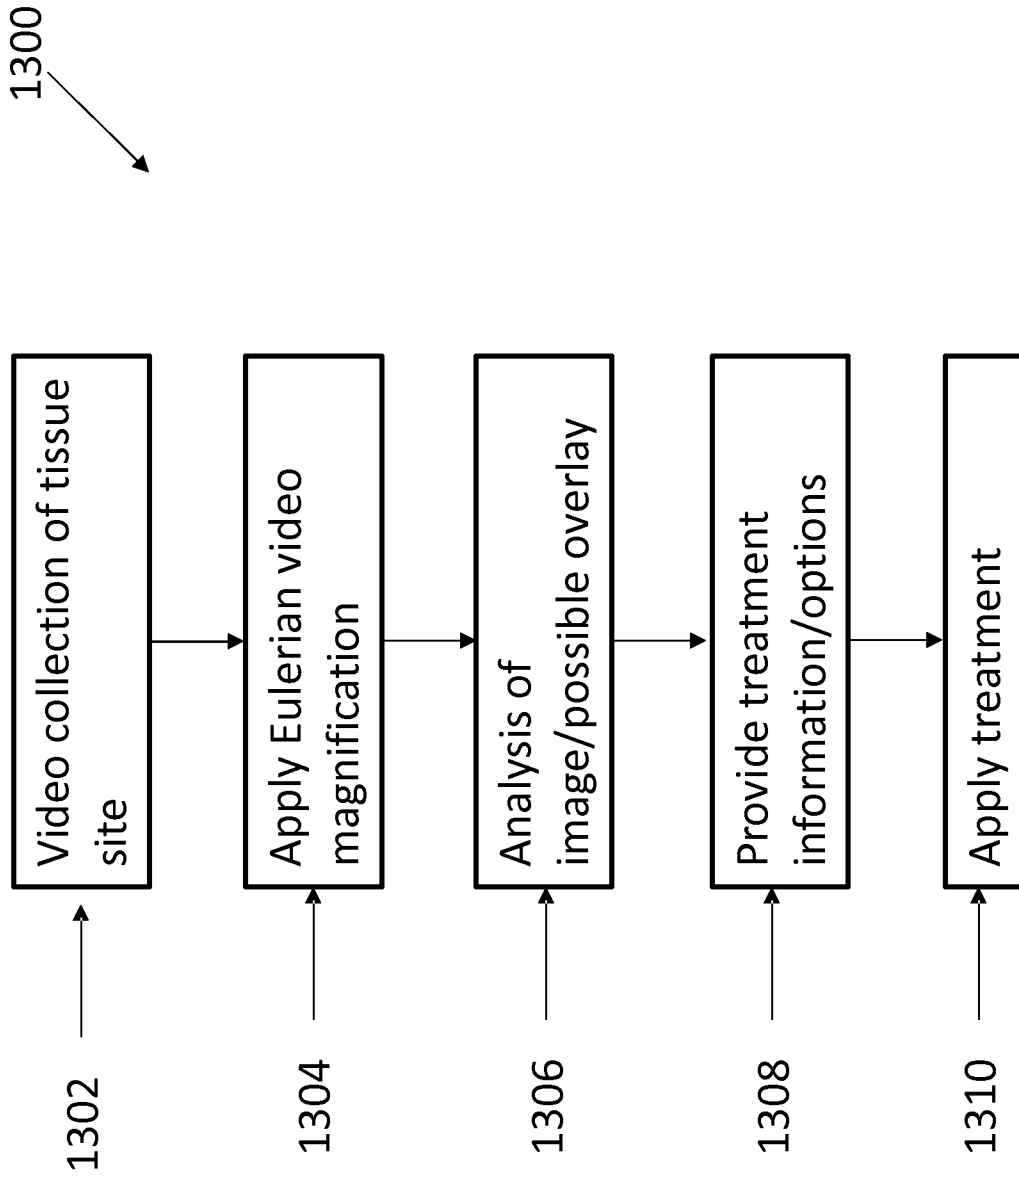 1300
1302
Video collection of tissue
site
1304
Apply Eulerian video
magnification
1306
Analysis of
image/possible overlay
1308
Provide treatment
information/options
1310
Apply treatment